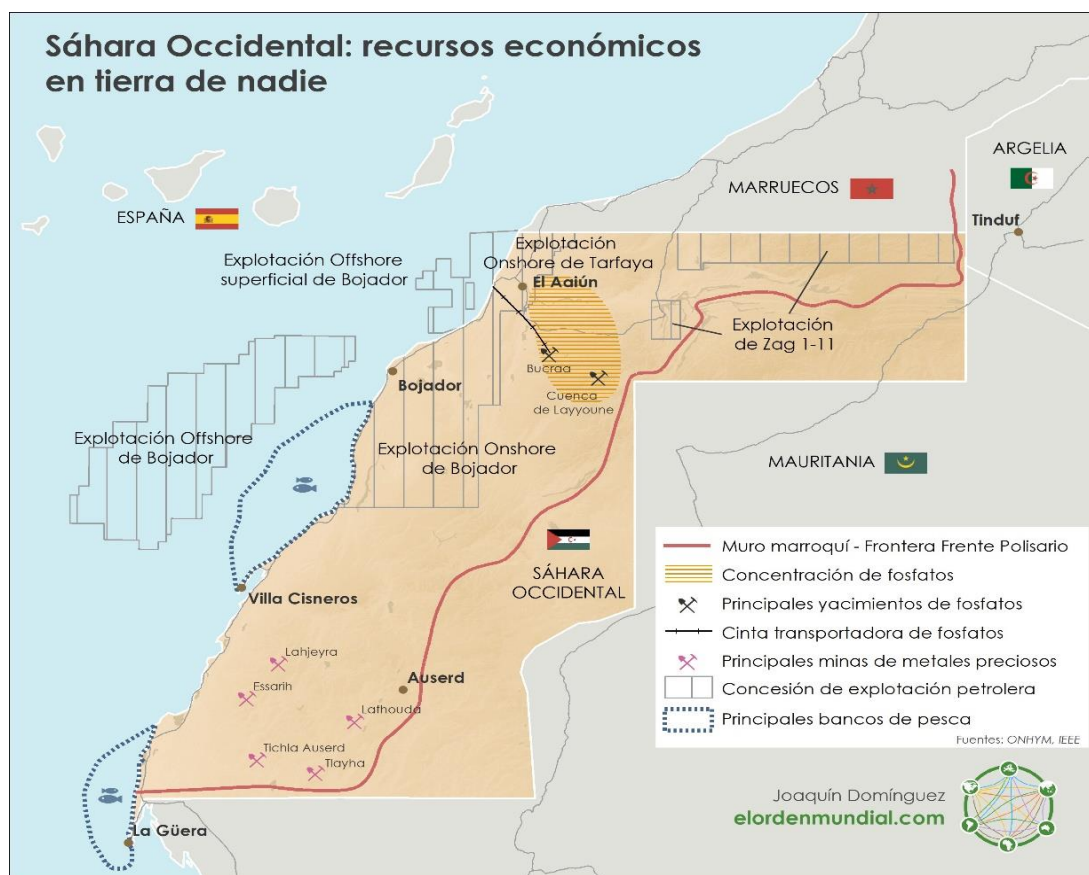 Sáhara Occidental: recursos económicos
en tierra de nadie
ARGELIA
MARRUECOS
Tinduf
ESPAÑA
Explotación Offshore
superficial de Bojador
Explotación
Onshore de Tarfaya
El Aaiún
Explotación
de Zag 1-11
Bucraa
Cuenca
de Layyoune
Bojador
Explotación Offshore
de Bojador
Explotación Onshore
de Bojador
MAURITANIA
SÁHARA
OCCIDENTAL
Villa Cisneros
Lahjeyra
Essarih
Auserd
Lathouda
Tichla Auserd
Tlayha
La Güera
Muro marroquí - Frontera Frente Polisario
Concentración de fosfatos
Principales yacimientos de fosfatos
Cinta transportadora de fosfatos
Principales minas de metales preciosos
Concesión de explotación petrolera
Principales bancos de pesca
Fuentes: ONHYM, IEEE
Joaquín Domínguez
elordenmundial.com